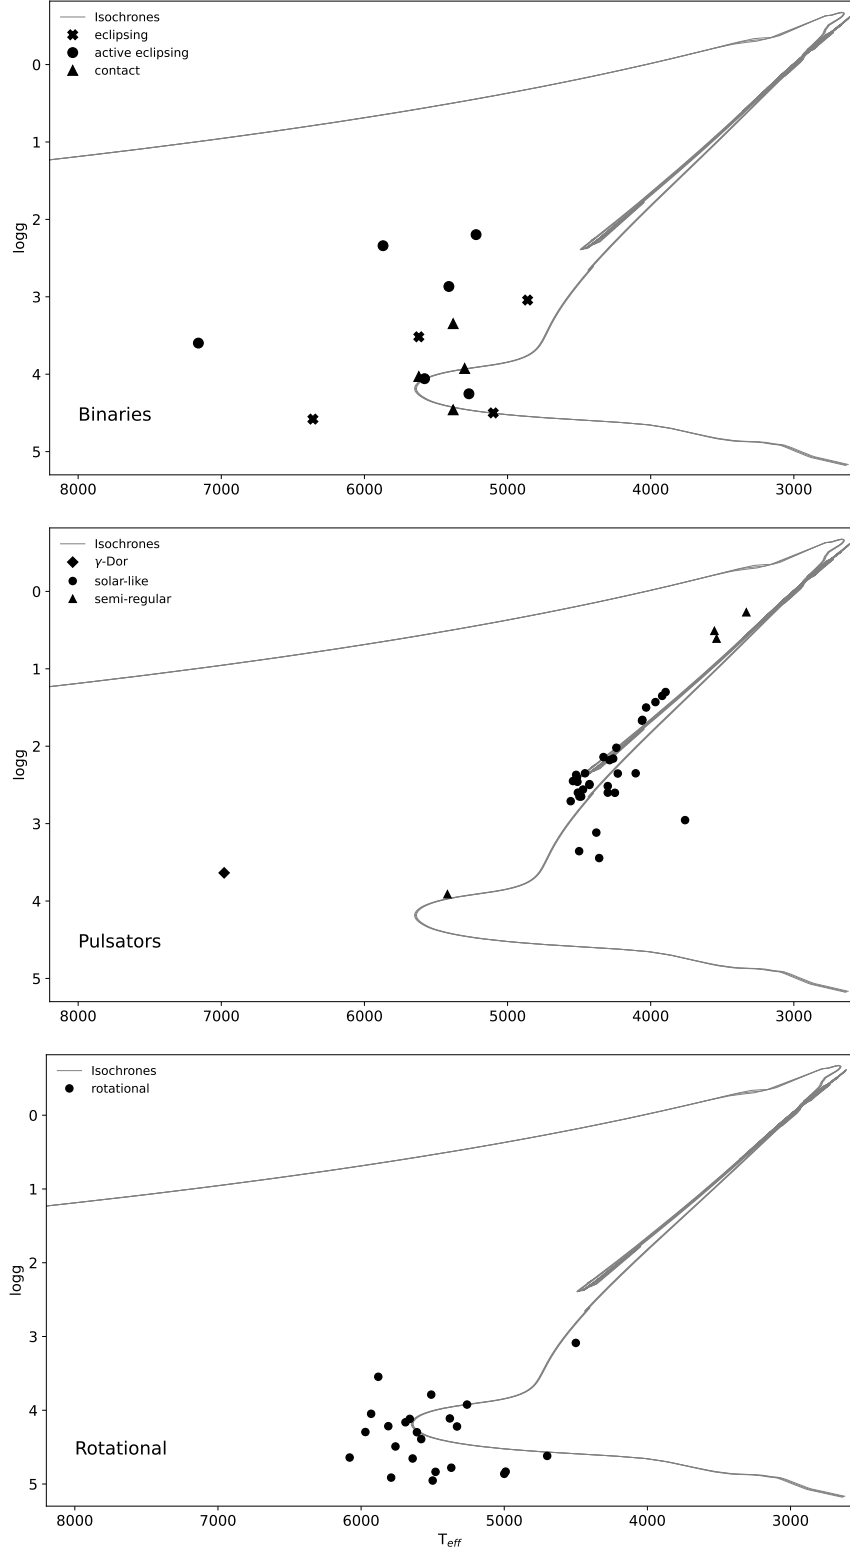 Isochrones
eclipsing
active eclipsing
contact
0
1
2
3
4
5
logg
Binaries
8000 7000 6000 5000 4000 3000
Isochrones
γ-Dor
solar-like
semi-regular
0
1
2
3
4
5
logg
Pulsators
8000 7000 6000 5000 4000 3000
Isochrones
rotational
0
1
2
3
4
5
logg
Rotational
8000 7000 6000 5000 4000 3000
Teff